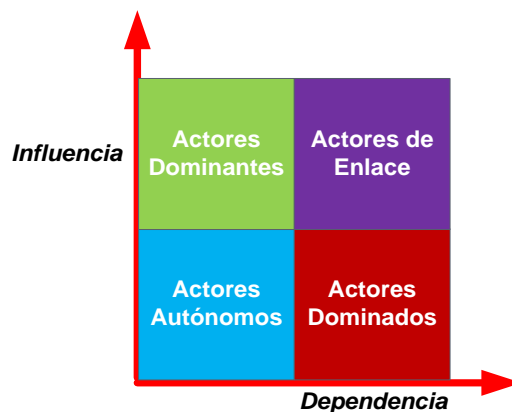 Influencia
Actores
Dominantes
Actores de
Enlace
Actores
Autónomos
Actores
Dominados
Dependencia